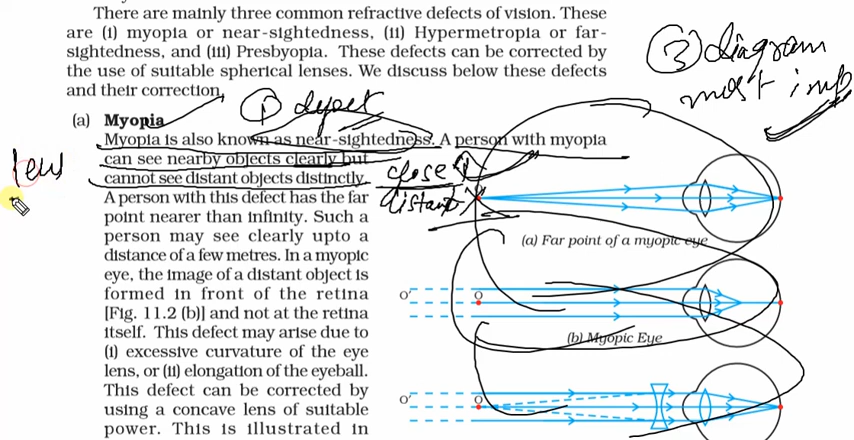 There are mainly three common refractive defects of vision. These
are (i) myopia or near-sightedness, (ii) Hypermetropia or far-
sightedness, and (iii) Presbyopia. These defects can be corrected by
the use of suitable spherical lenses. We discuss below these defects
and their correction.
① defect
③ diagram
most imp
(a) Myopia
Myopia is also known as near-sightedness. A person with myopia
can see nearby objects clearly but
cannot see distant objects distinctly.
lens
close
distant
A person with this defect has the far
point nearer than infinity. Such a
person may see clearly upto a
distance of a few metres. In a myopic
eye, the image of a distant object is
formed in front of the retina
[Fig. 11.2 (b)] and not at the retina
itself. This defect may arise due to
(i) excessive curvature of the eye
lens, or (ii) elongation of the eyeball.
This defect can be corrected by
using a concave lens of suitable
power. This is illustrated in
(a) Far point of a myopic eye
O' O
(b) Myopic Eye
O' O